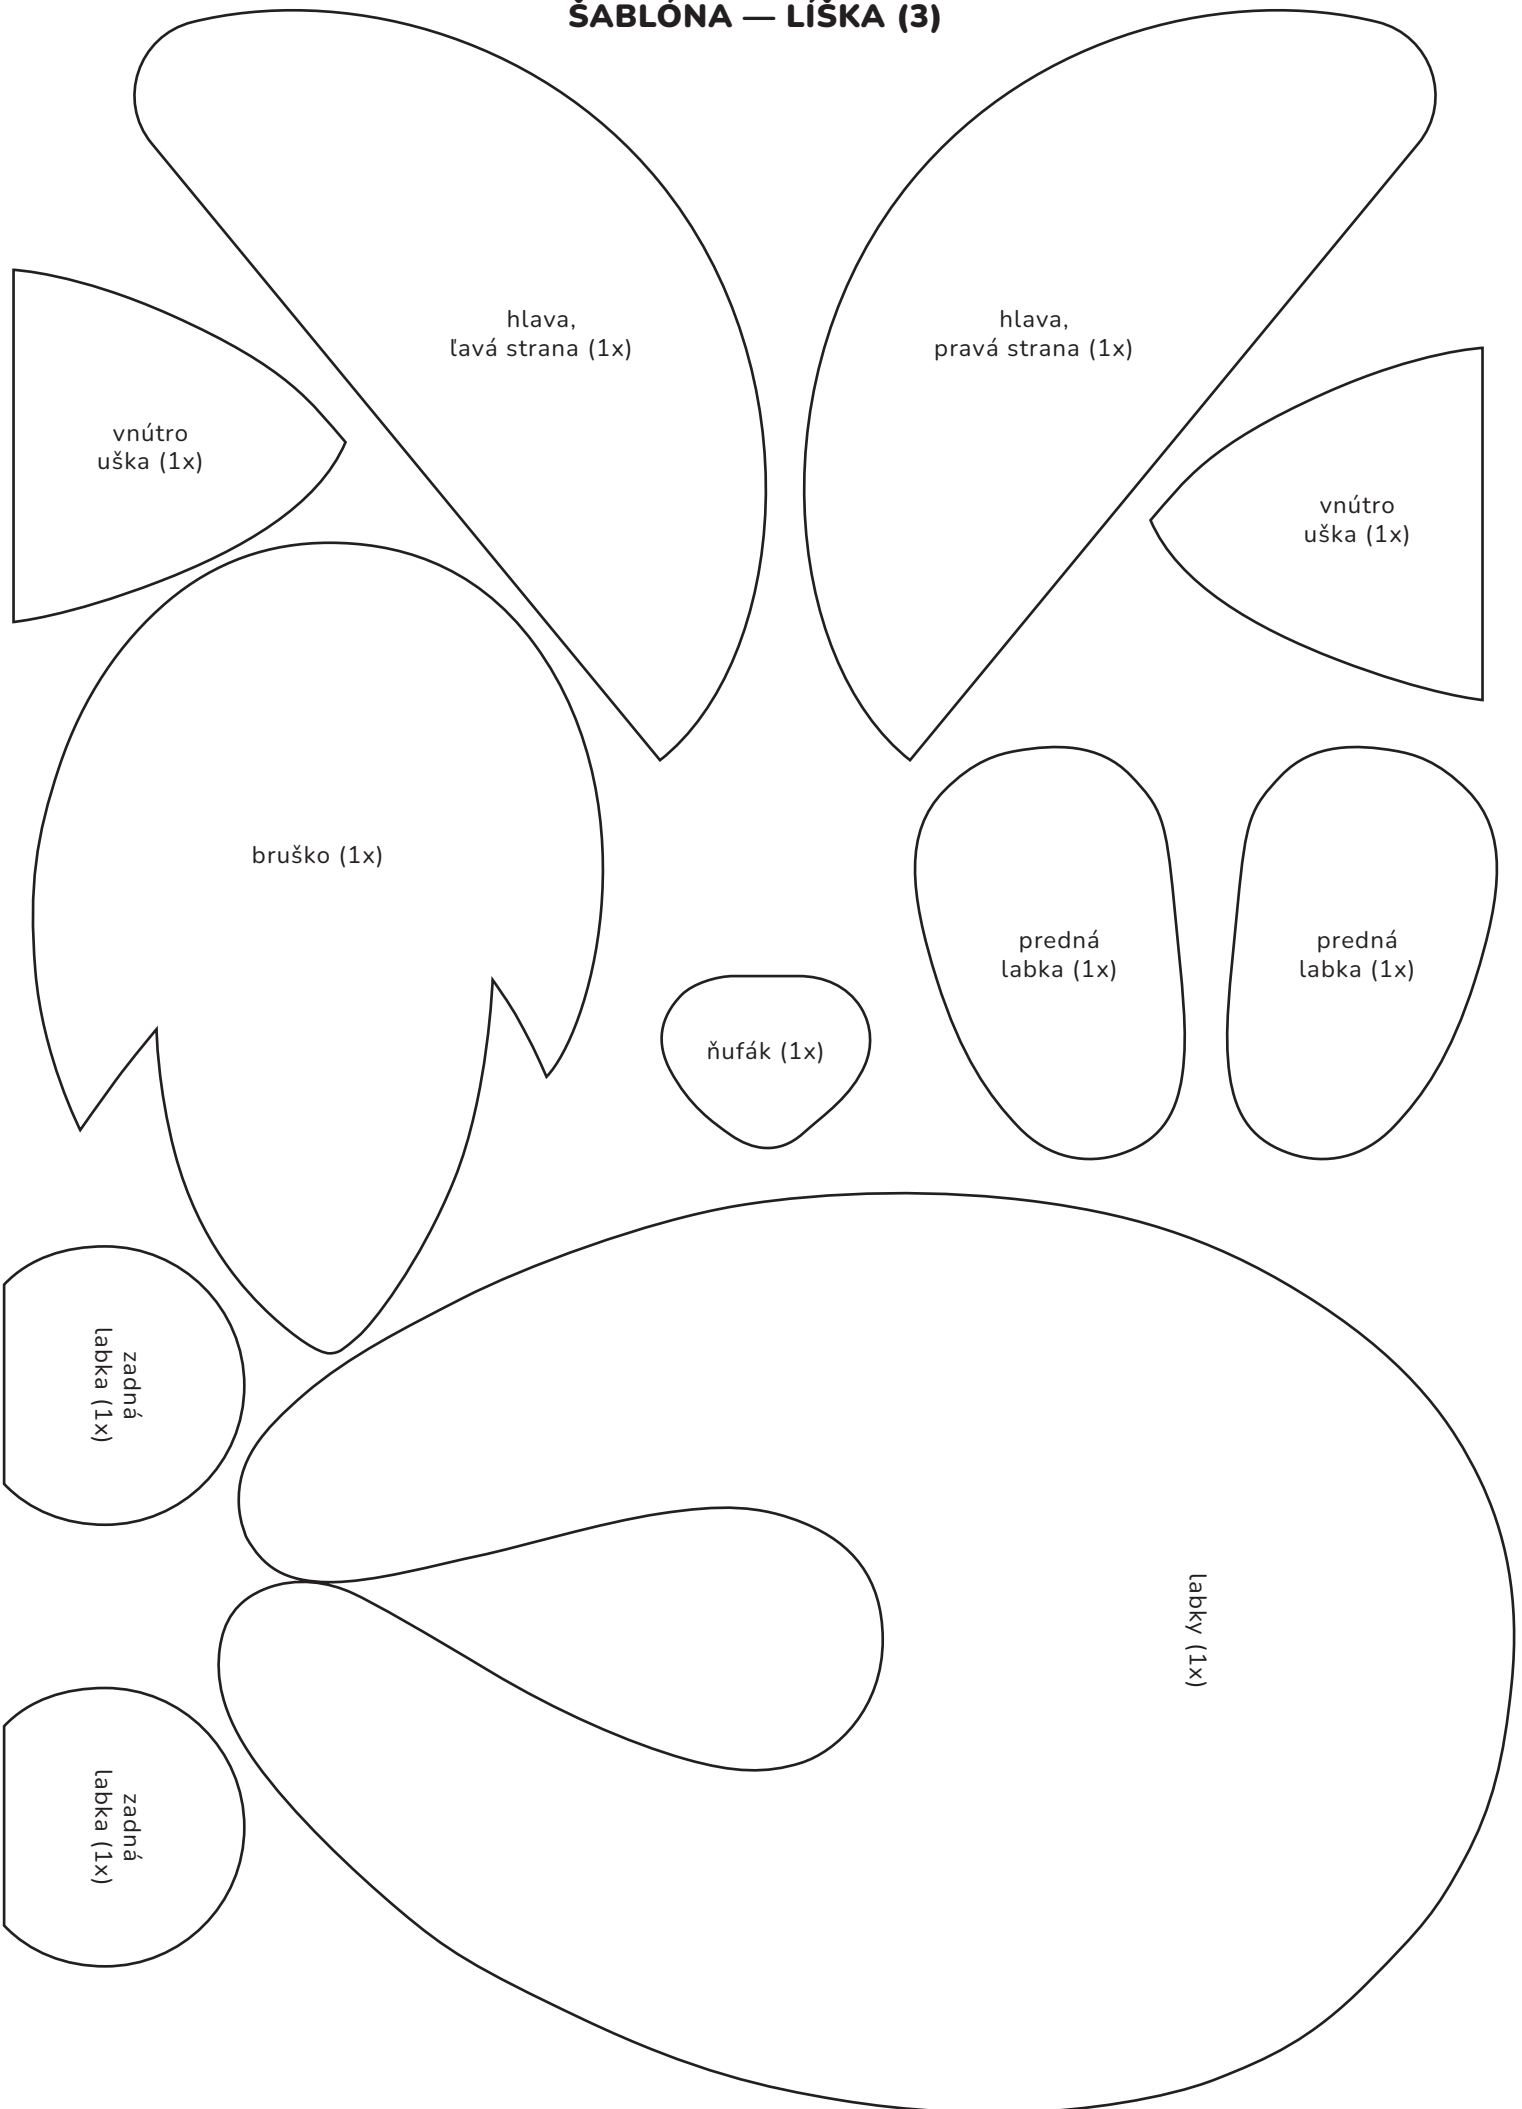 ŠABLÓNA — LÍŠKA (3)
hlava,
ľavá strana (1x)
hlava,
pravá strana (1x)
vnútro
uška (1x)
vnútro
uška (1x)
bruško (1x)
predná
labka (1x)
predná
labka (1x)
ňufák (1x)
zadná
labka (1x)
labky (1x)
zadná
labka (1x)